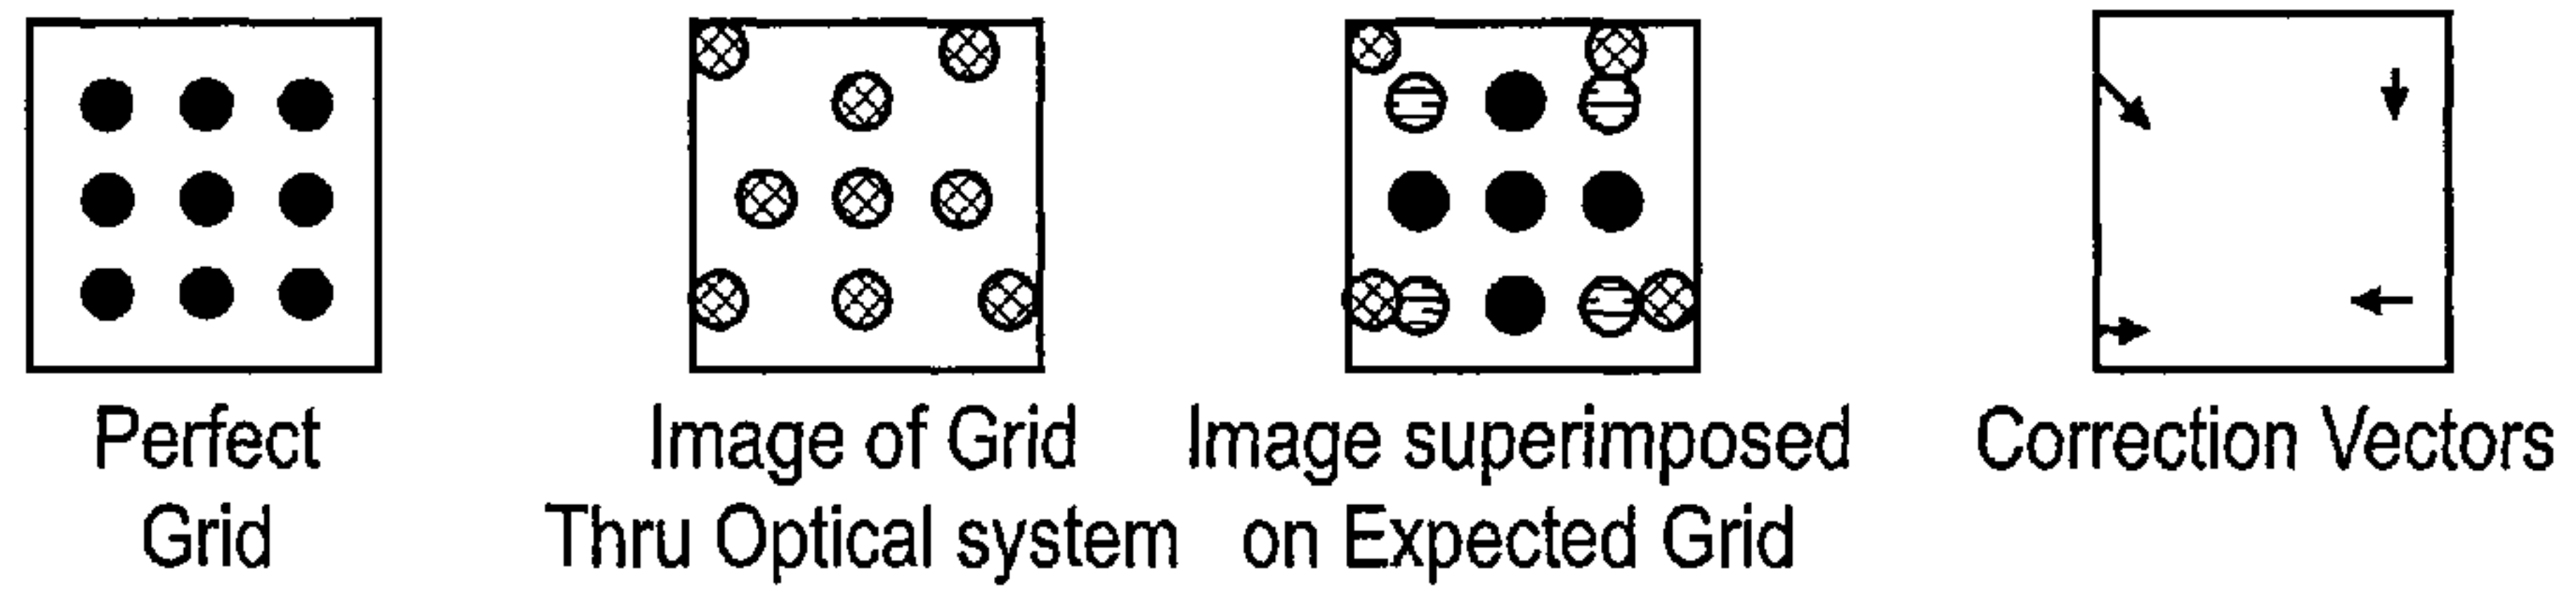 Perfect
Grid
Image of Grid
Thru Optical system
Image superimposed
on Expected Grid
Correction Vectors